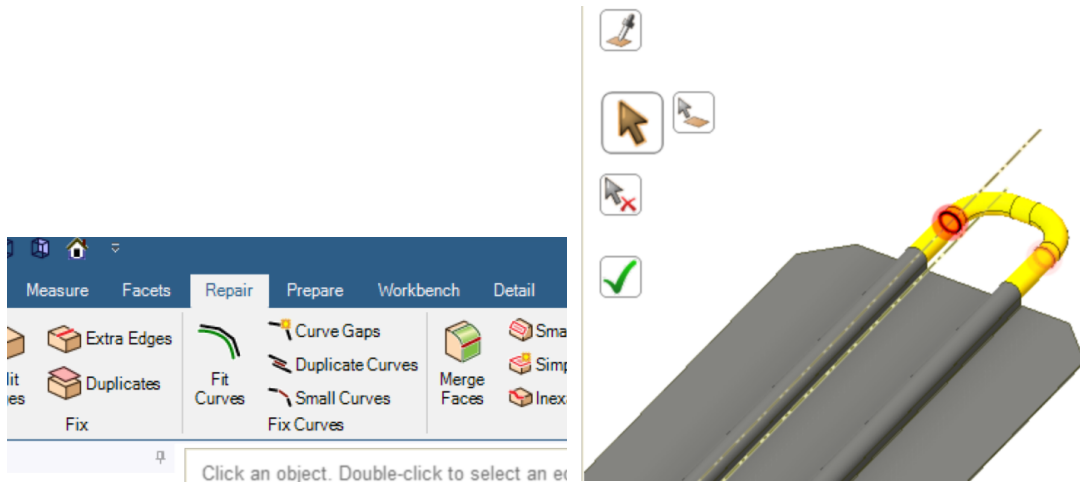 Measure Facets Repair Prepare Workbench Detail
Extra Edges
Duplicates
Fix
Fit
Curves
Curve Gaps
Duplicate Curves
Small Curves
Fix Curves
Merge
Faces
Click an object. Double-click to select an